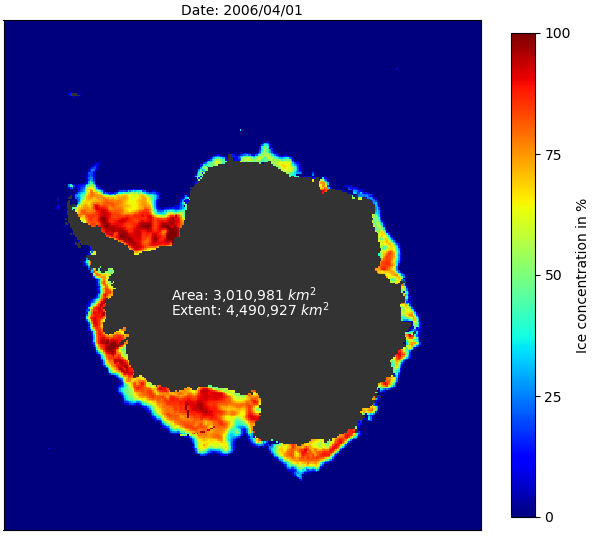 Date: 2006/04/01
100
75
50
25
0
Ice concentration in %
Area: 3,010,981 km²
Extent: 4,490,927 km²